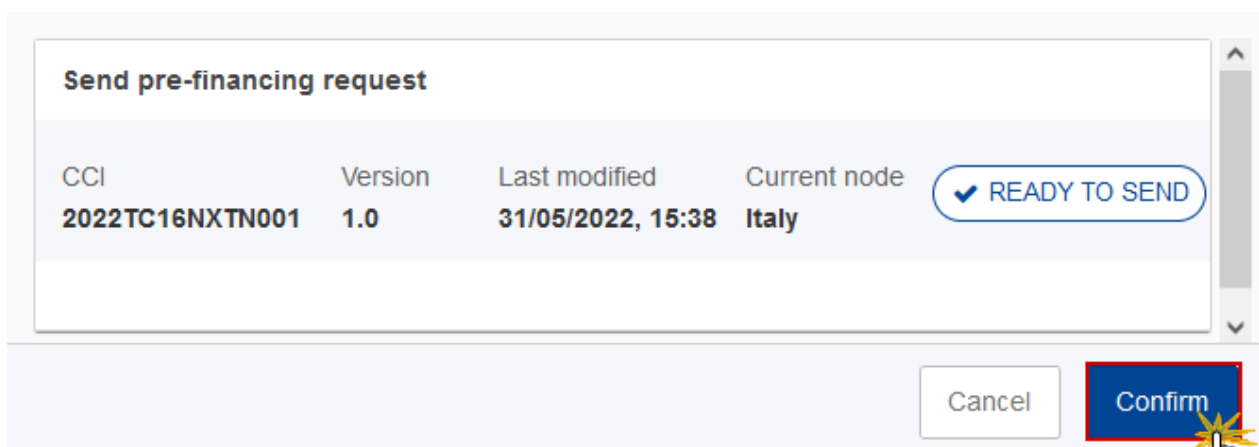 Send pre-financing request
CCI Version Last modified Current node
2022TC16NXTN001 1.0 31/05/2022, 15:38 Italy
READY TO SEND
Cancel Confirm